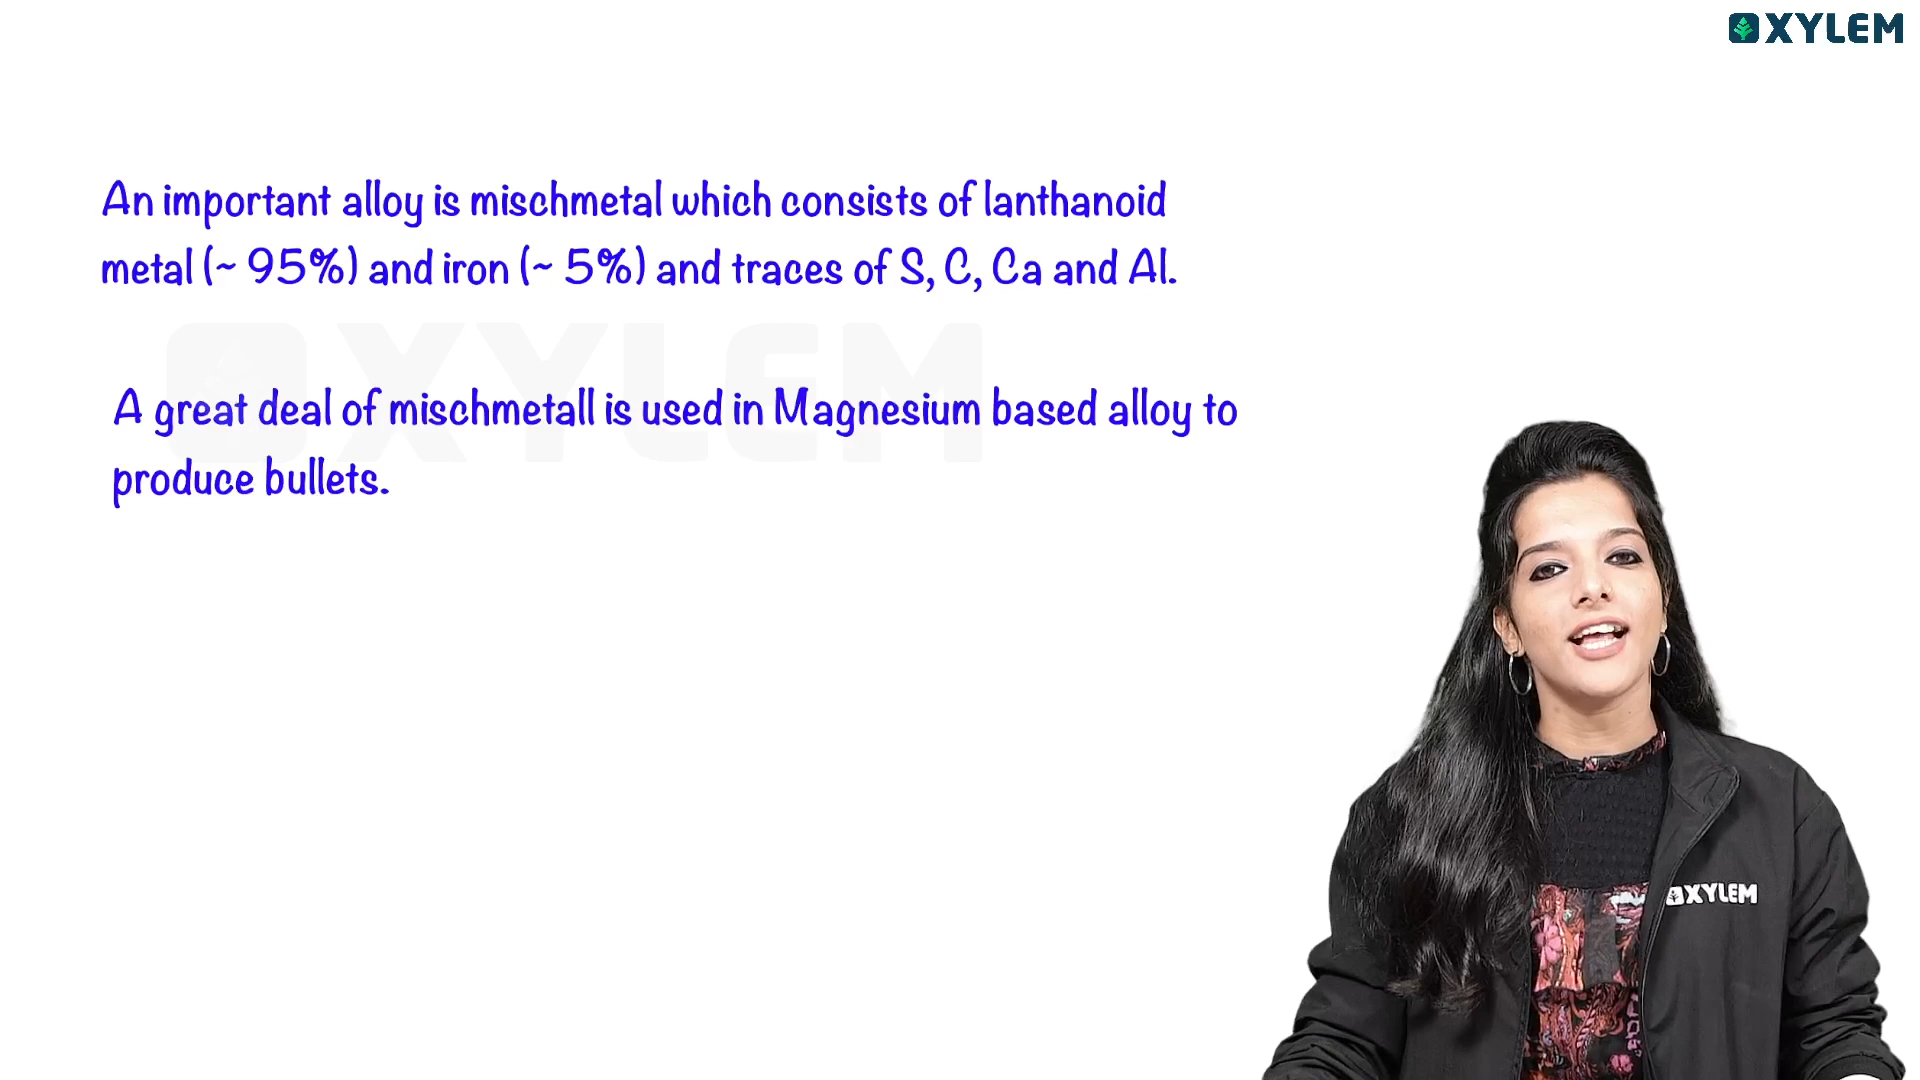 XYLEM
An important alloy is mischmetal which consists of lanthanoid
metal (~ 95%) and iron (~ 5%) and traces of S, C, Ca and Al.
XYLEM
A great deal of mischmetall is used in Magnesium based alloy to
produce bullets.
XYLEM